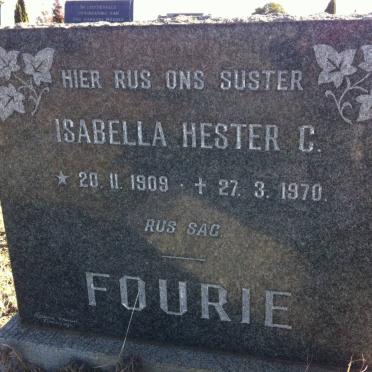 HIER RUS ONS SUSTER
ISABELLA HESTER C.
★ 20. 11. 1909 · ✝ 27. 3. 1970.
RUS SAG.
FOURIE